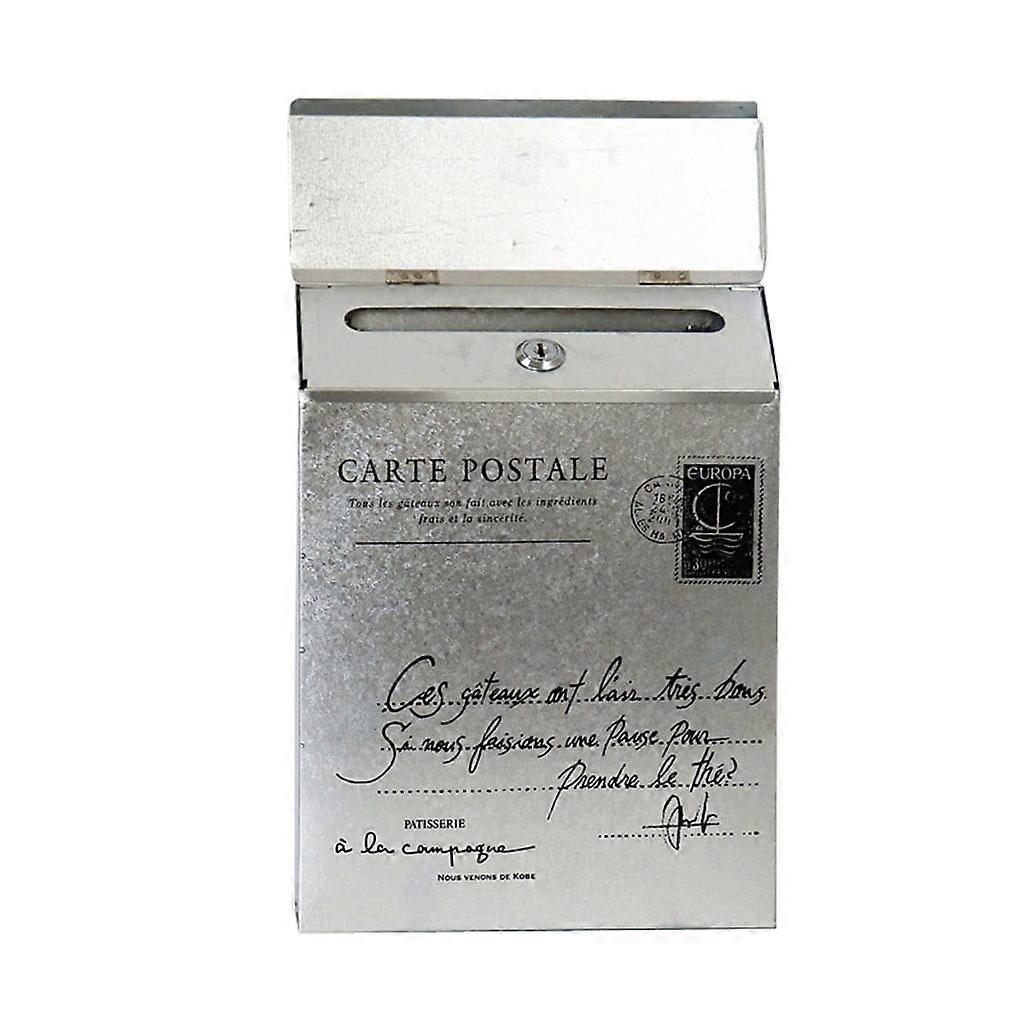 CARTE POSTALE
Tous les gâteaux son fait avec les ingrédients
frais et la sincérité.
EUROPA
Ces gâteaux ont l'air très bons
Si nous faisions une Pause Pour
Prendre le thé?
PATISSERIE
à la campagne
NOUS VENONS DE KOBE